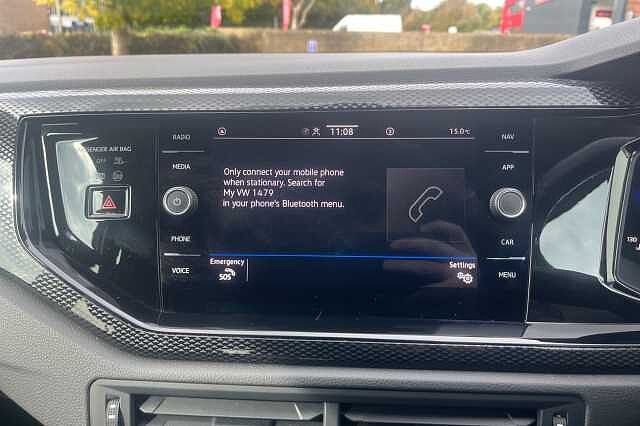 RADIO
11:08
15.0°C
NAV
PASSENGER AIR BAG
OFF
MEDIA
APP
Only connect your mobile phone
when stationary. Search for
My VW 1479
in your phone's Bluetooth menu.
PHONE
CAR
VOICE
Emergency
SOS
Settings
MENU
130